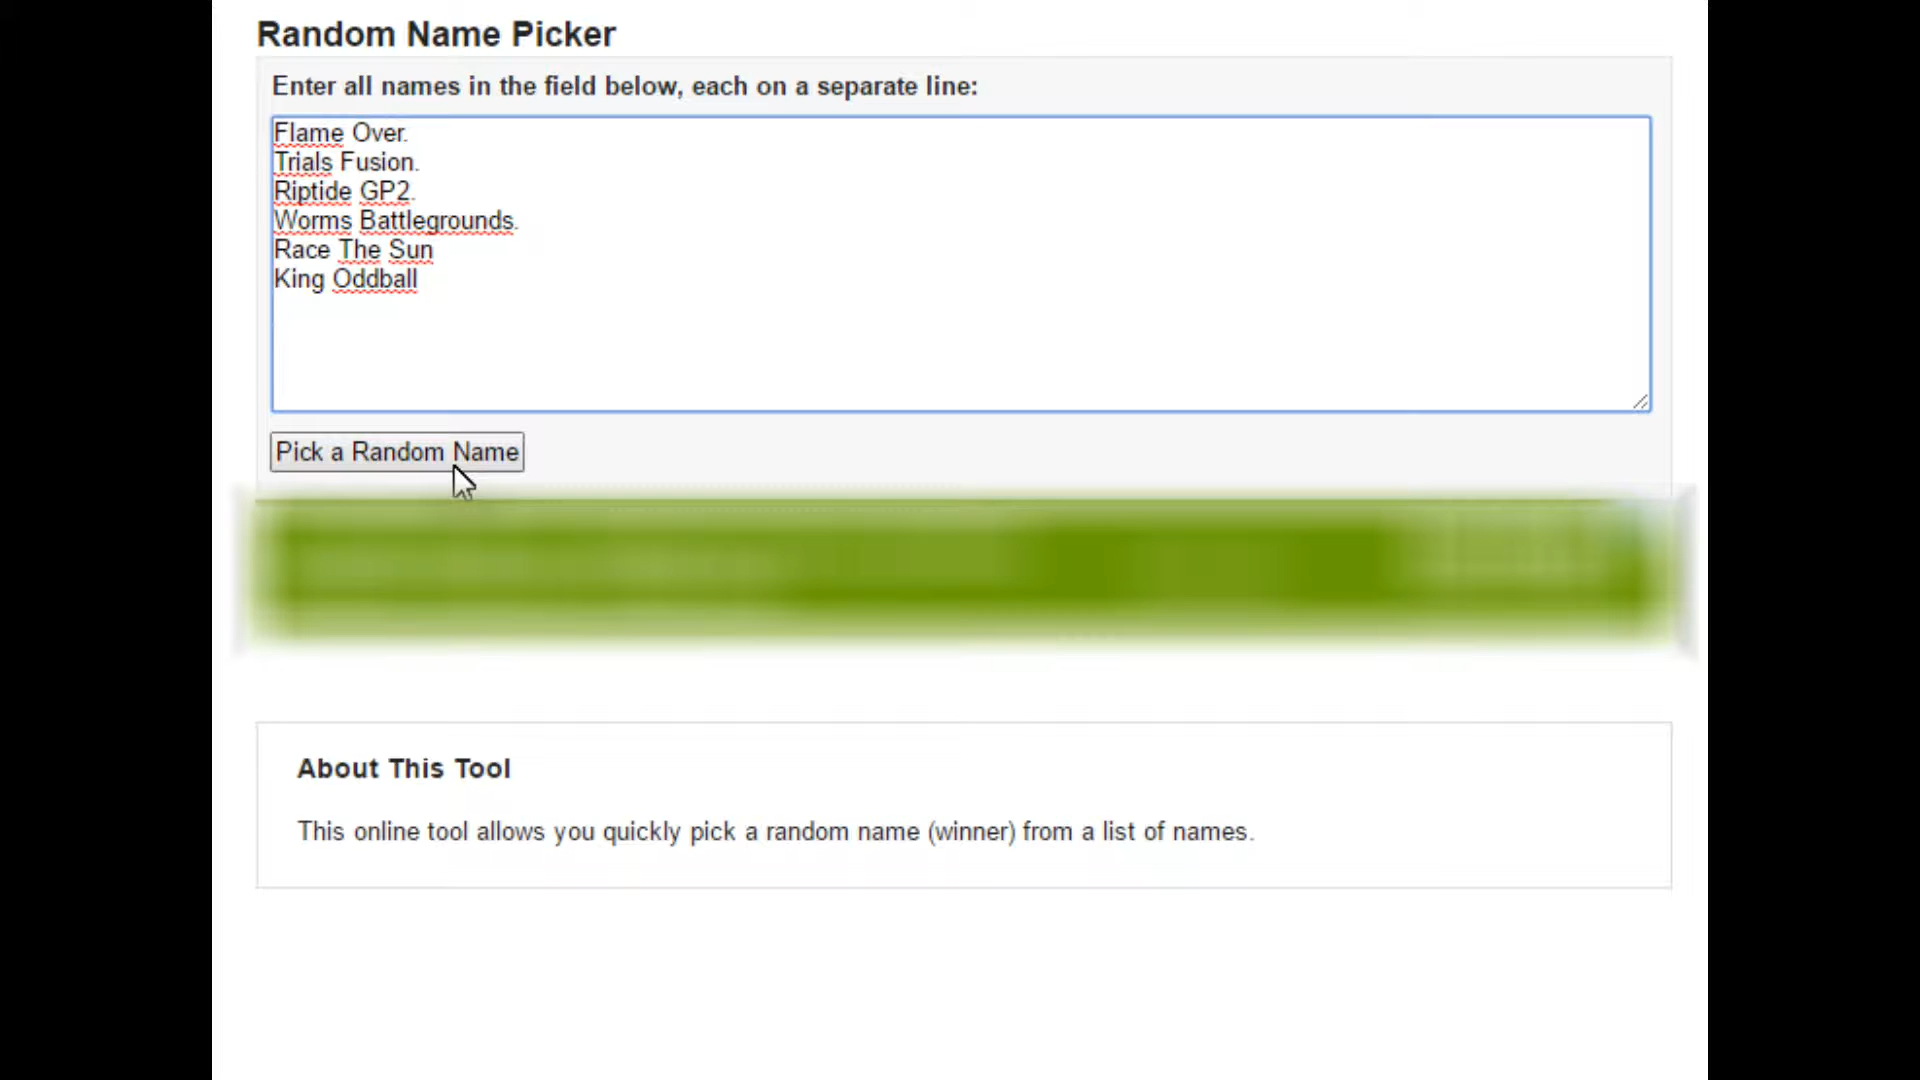 Random Name Picker
Enter all names in the field below, each on a separate line:
Flame Over.
Trials Fusion.
Riptide GP2.
Worms Battlegrounds.
Race The Sun
King Oddball
Pick a Random Name
About This Tool
This online tool allows you quickly pick a random name (winner) from a list of names.